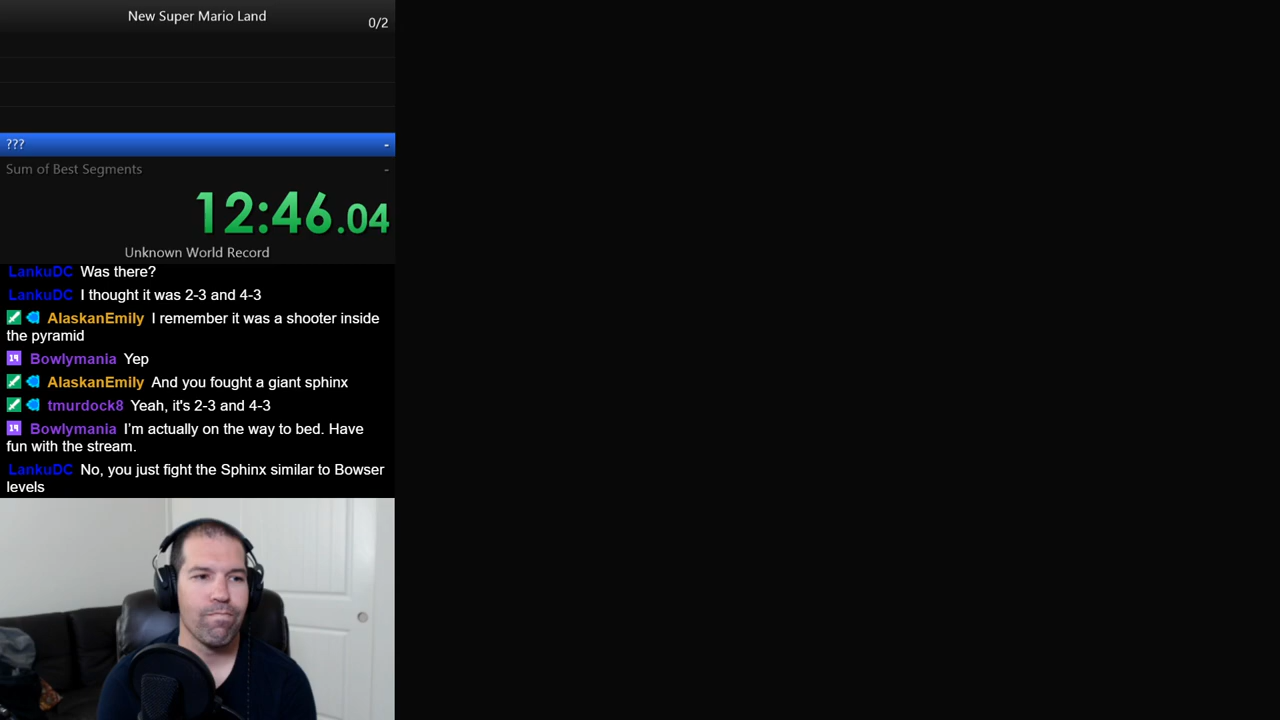 New Super Mario Land
0/2
???
-
Sum of Best Segments
-
12:46.04
Unknown World Record
LankuDC Was there?
LankuDC I thought it was 2-3 and 4-3
AlaskanEmily I remember it was a shooter inside
the pyramid
19 Bowlymania Yep
AlaskanEmily And you fought a giant sphinx
tmurdock8 Yeah, it's 2-3 and 4-3
19 Bowlymania I'm actually on the way to bed. Have
fun with the stream.
LankuDC No, you just fight the Sphinx similar to Bowser
levels